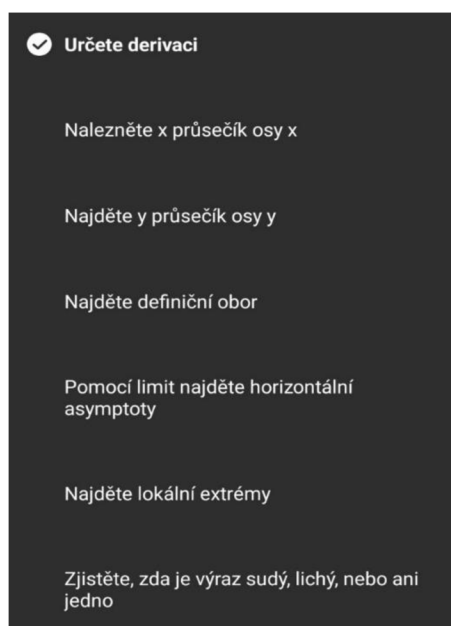 Určete derivaci
Nalezněte x průsečík osy x
Najděte y průsečík osy y
Najděte definiční obor
Pomocí limit najděte horizontální
asymptoty
Najděte lokální extrémy
Zjistěte, zda je výraz sudý, lichý, nebo ani
jedno